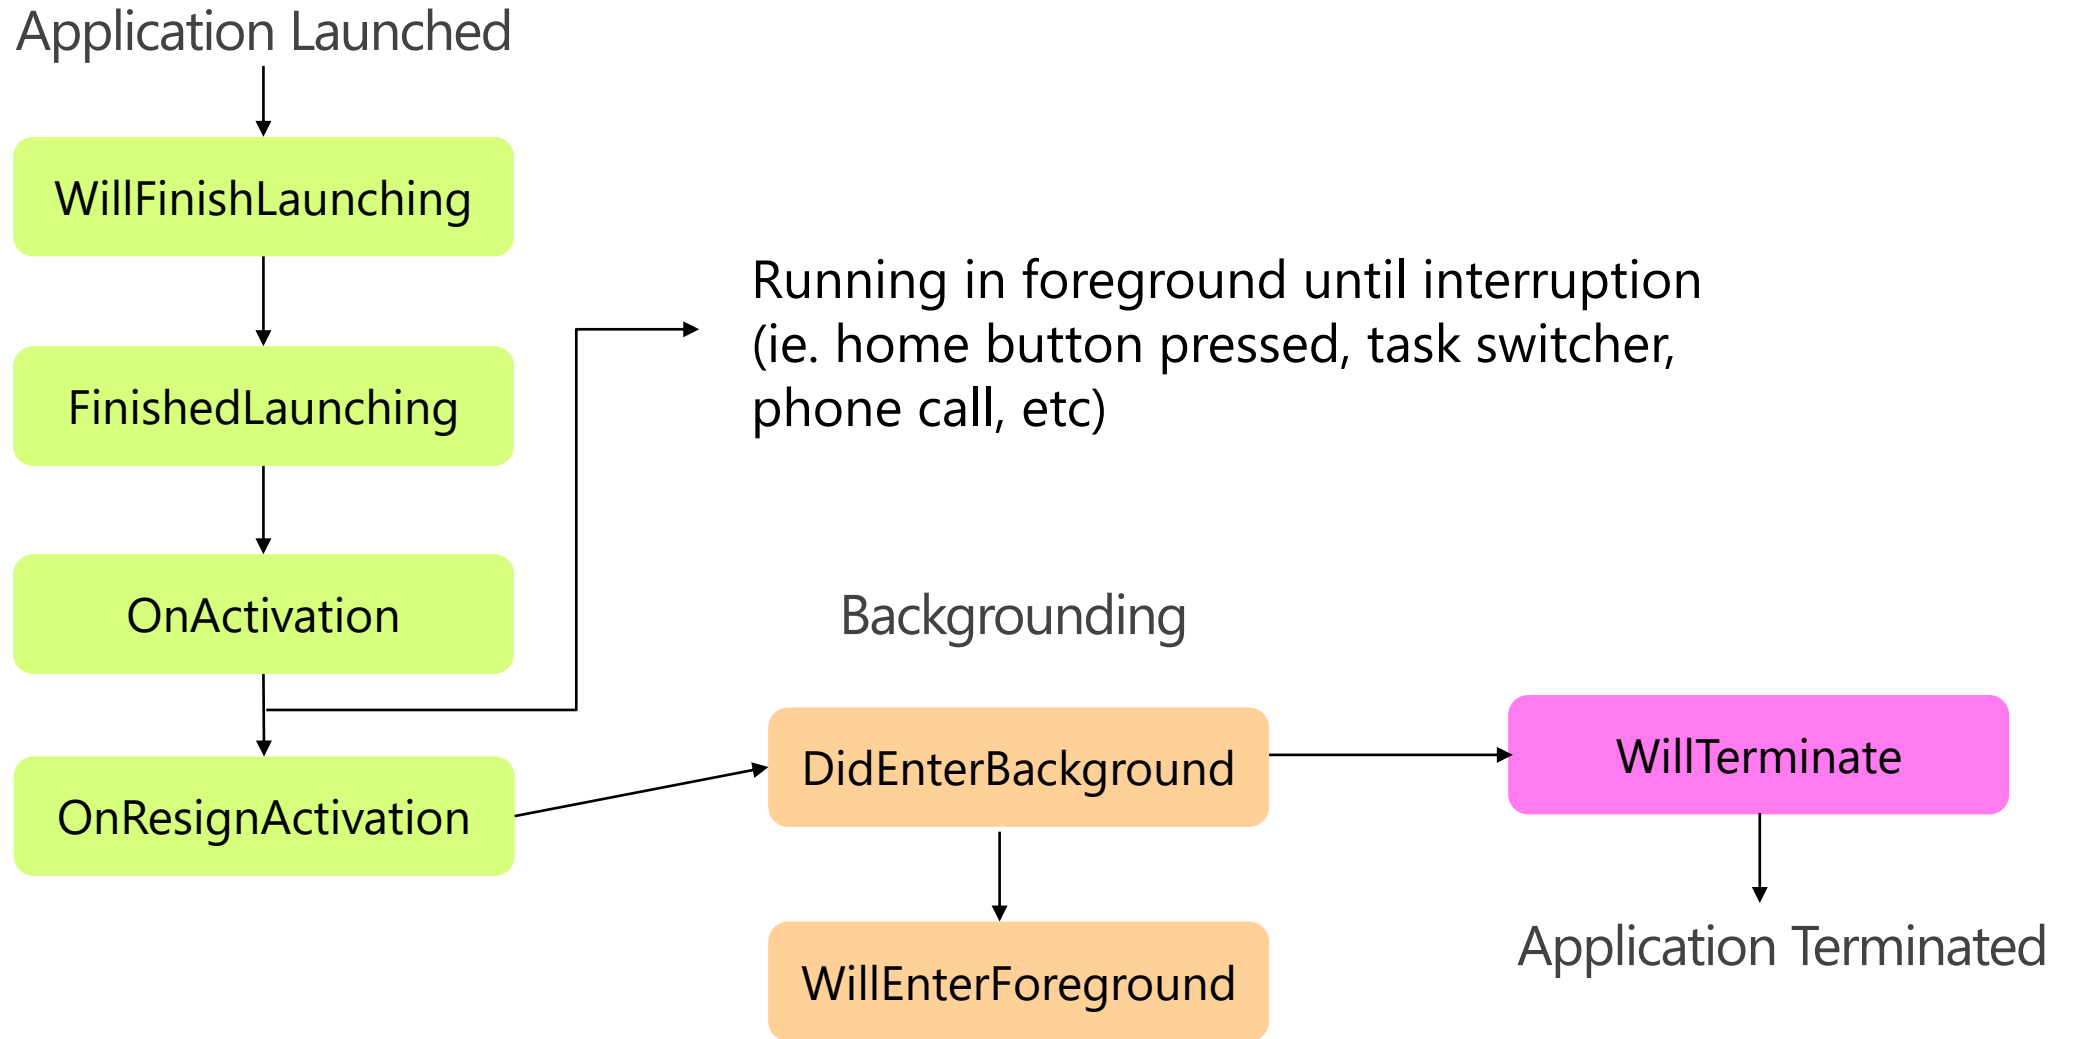 Application Launched
WillFinishLaunching
FinishedLaunching
OnActivation
OnResignActivation
Running in foreground until interruption
(ie. home button pressed, task switcher,
phone call, etc)
Backgrounding
DidEnterBackground
WillEnterForeground
WillTerminate
Application Terminated